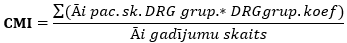 CMI = ∑(Āi pac.sk.DRG grup.* DRGgrup.koef)
Āi gadījumu skaits